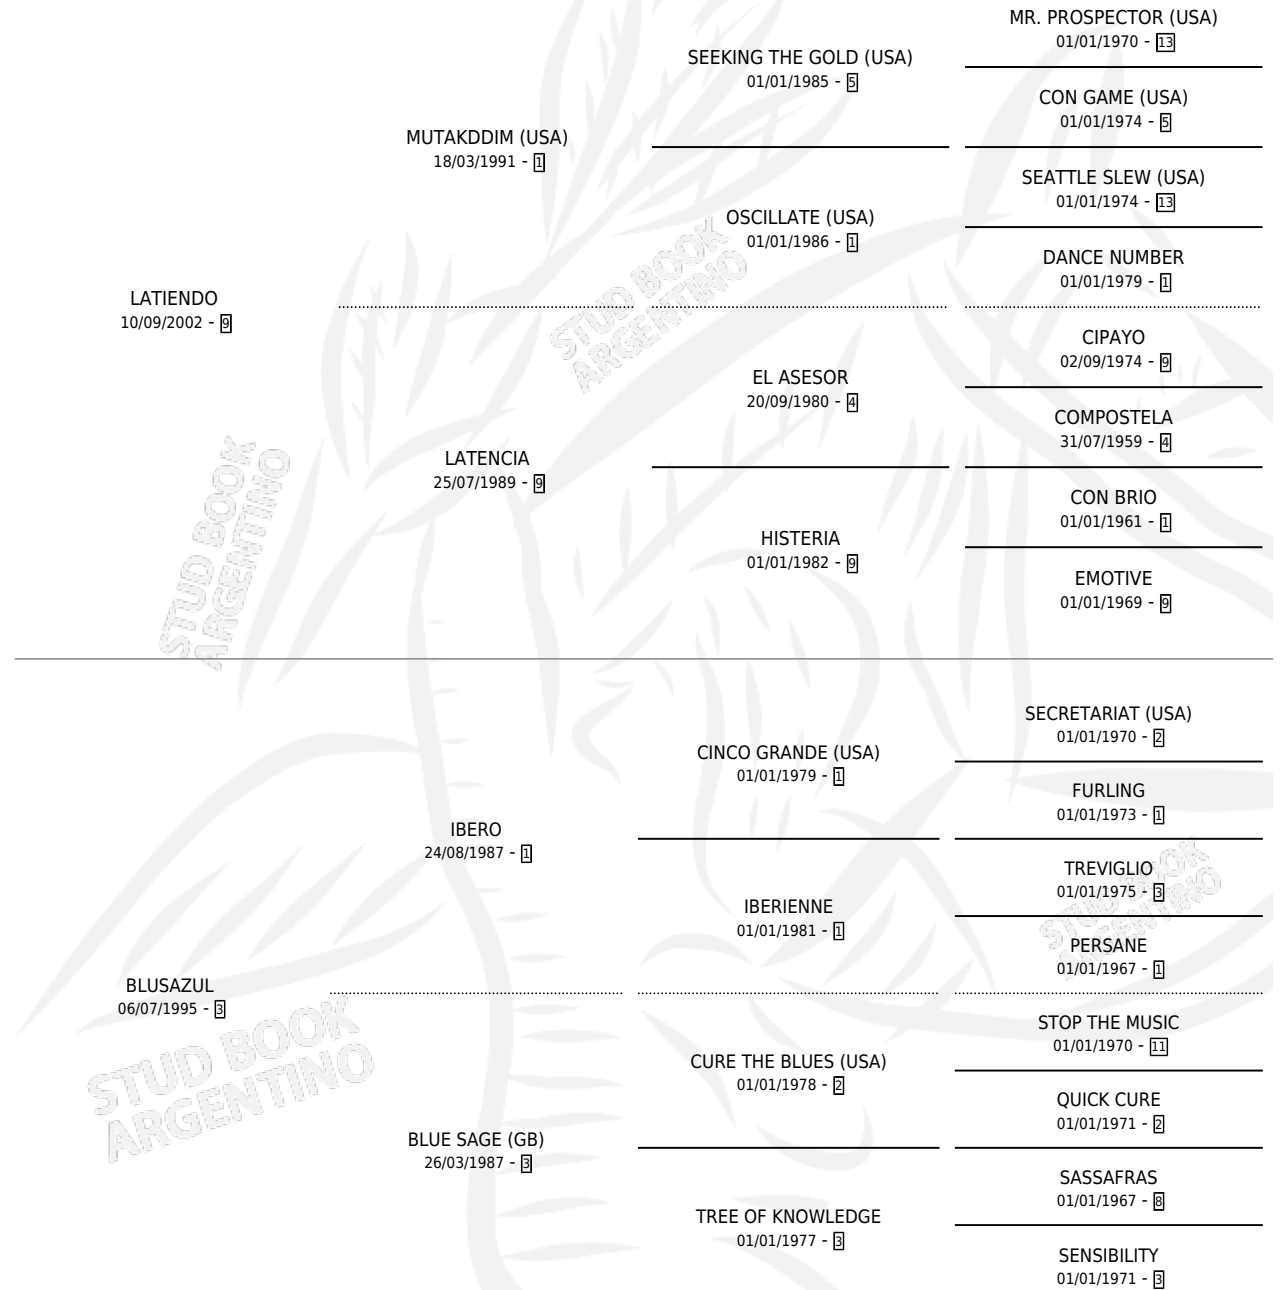 MR. PROSPECTOR (USA)
01/01/1970 - 13
SEEKING THE GOLD (USA)
01/01/1985 - 5
CON GAME (USA)
01/01/1974 - 5
MUTAKDDIM (USA)
18/03/1991 - 1
SEATTLE SLEW (USA)
01/01/1974 - 13
OSCILLATE (USA)
01/01/1986 - 1
DANCE NUMBER
01/01/1979 - 1
LATIENDO
10/09/2002 - 9
CIPAYO
02/09/1974 - 9
EL ASESOR
20/09/1980 - 4
COMPOSTELA
31/07/1959 - 4
LATENCIA
25/07/1989 - 9
CON BRIO
01/01/1961 - 1
HISTERIA
01/01/1982 - 9
EMOTIVE
01/01/1969 - 9
SECRETARIAT (USA)
01/01/1970 - 2
CINCO GRANDE (USA)
01/01/1979 - 1
FURLING
01/01/1973 - 1
IBERO
24/08/1987 - 1
TREVIGLIO
01/01/1975 - 3
IBERIENNE
01/01/1981 - 1
PERSANE
01/01/1967 - 1
BLUSAZUL
06/07/1995 - 3
STOP THE MUSIC
01/01/1970 - 11
CURE THE BLUES (USA)
01/01/1978 - 2
QUICK CURE
01/01/1971 - 2
BLUE SAGE (GB)
26/03/1987 - 3
SASSAFRAS
01/01/1967 - 8
TREE OF KNOWLEDGE
01/01/1977 - 3
SENSIBILITY
01/01/1971 - 3
STUD BOOK
ARGENTINO
STUD BOOK
ARGENTINO
STUD BOOK
ARGENTINO
STUD BOOK
ARGENTINO